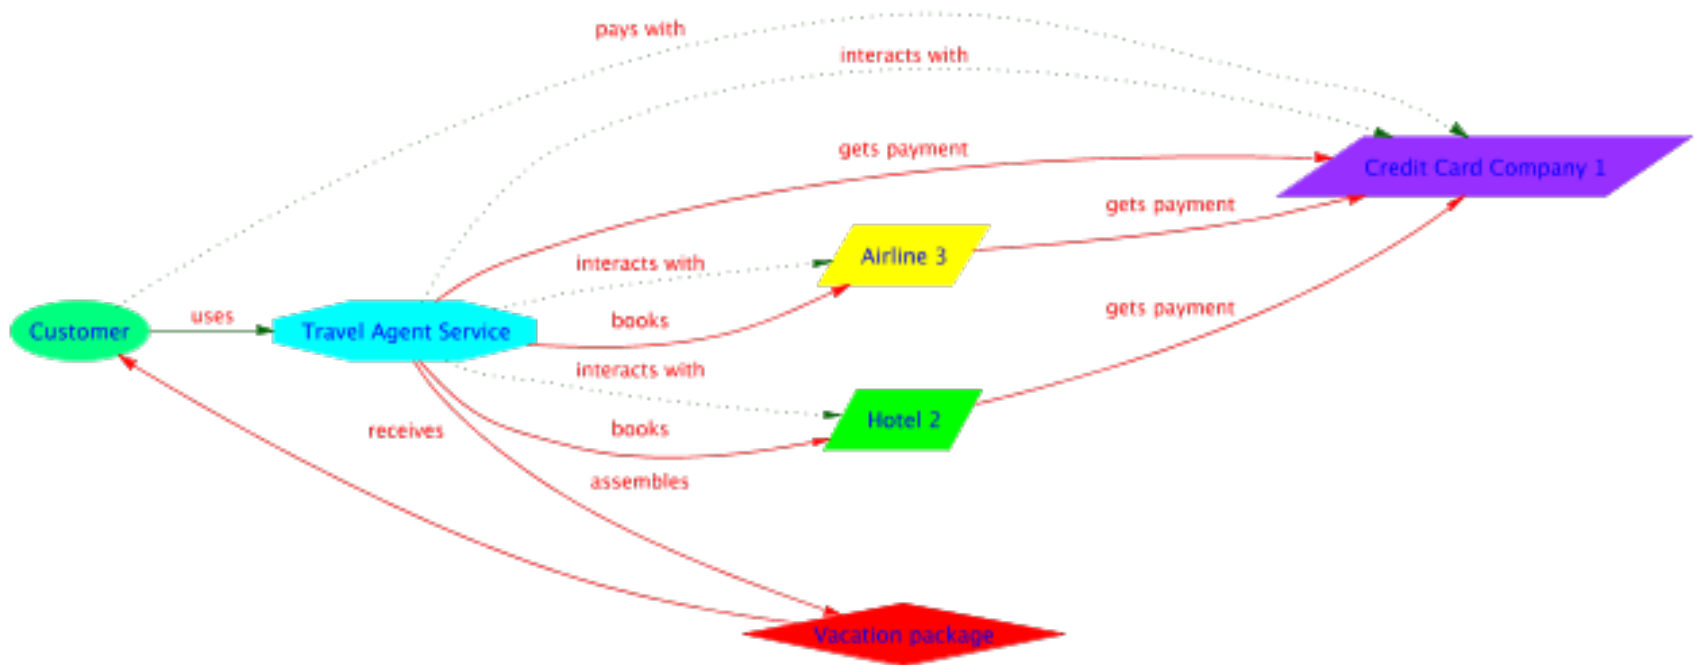 pays with
interacts with
gets payment
Credit Card Company 1
gets payment
interacts with
Airline 3
uses
books
gets payment
Customer
Travel Agent Service
interacts with
receives
books
Hotel 2
assembles
Vacation package